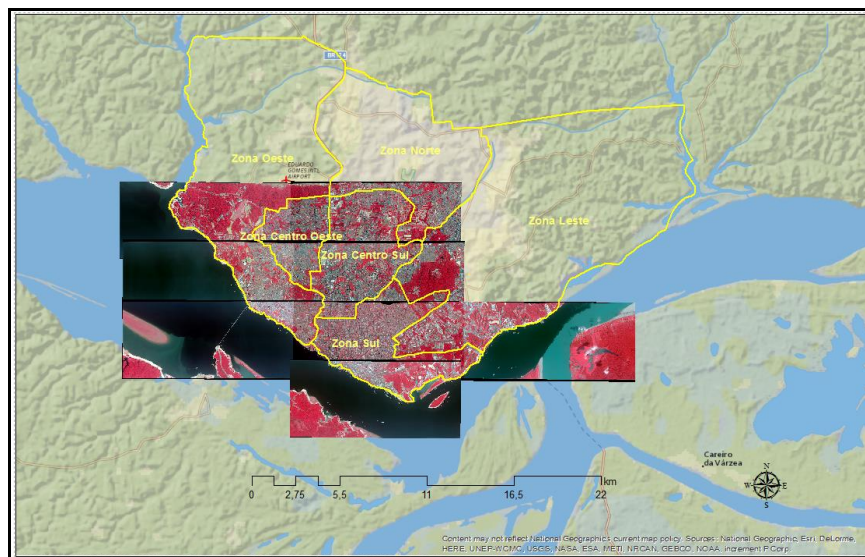 Zona Oeste
Zona Norte
EDUARDO
GOMES INTL
AIRPORT
Zona Leste
Zona Centro Oeste
Zona Centro Sul
Zona Sul
Careiro
da Várzea
N
W
E
S
km
0
2,75
5,5
11
16,5
22
Content may not reflect National Geographic's current map policy. Sources: National Geographic, Esri, DeLorme,
HERE, UNEP-WCMC, USGS, NASA, ESA, METI, NRCAN, GEBCO, NOAA, increment P Corp.